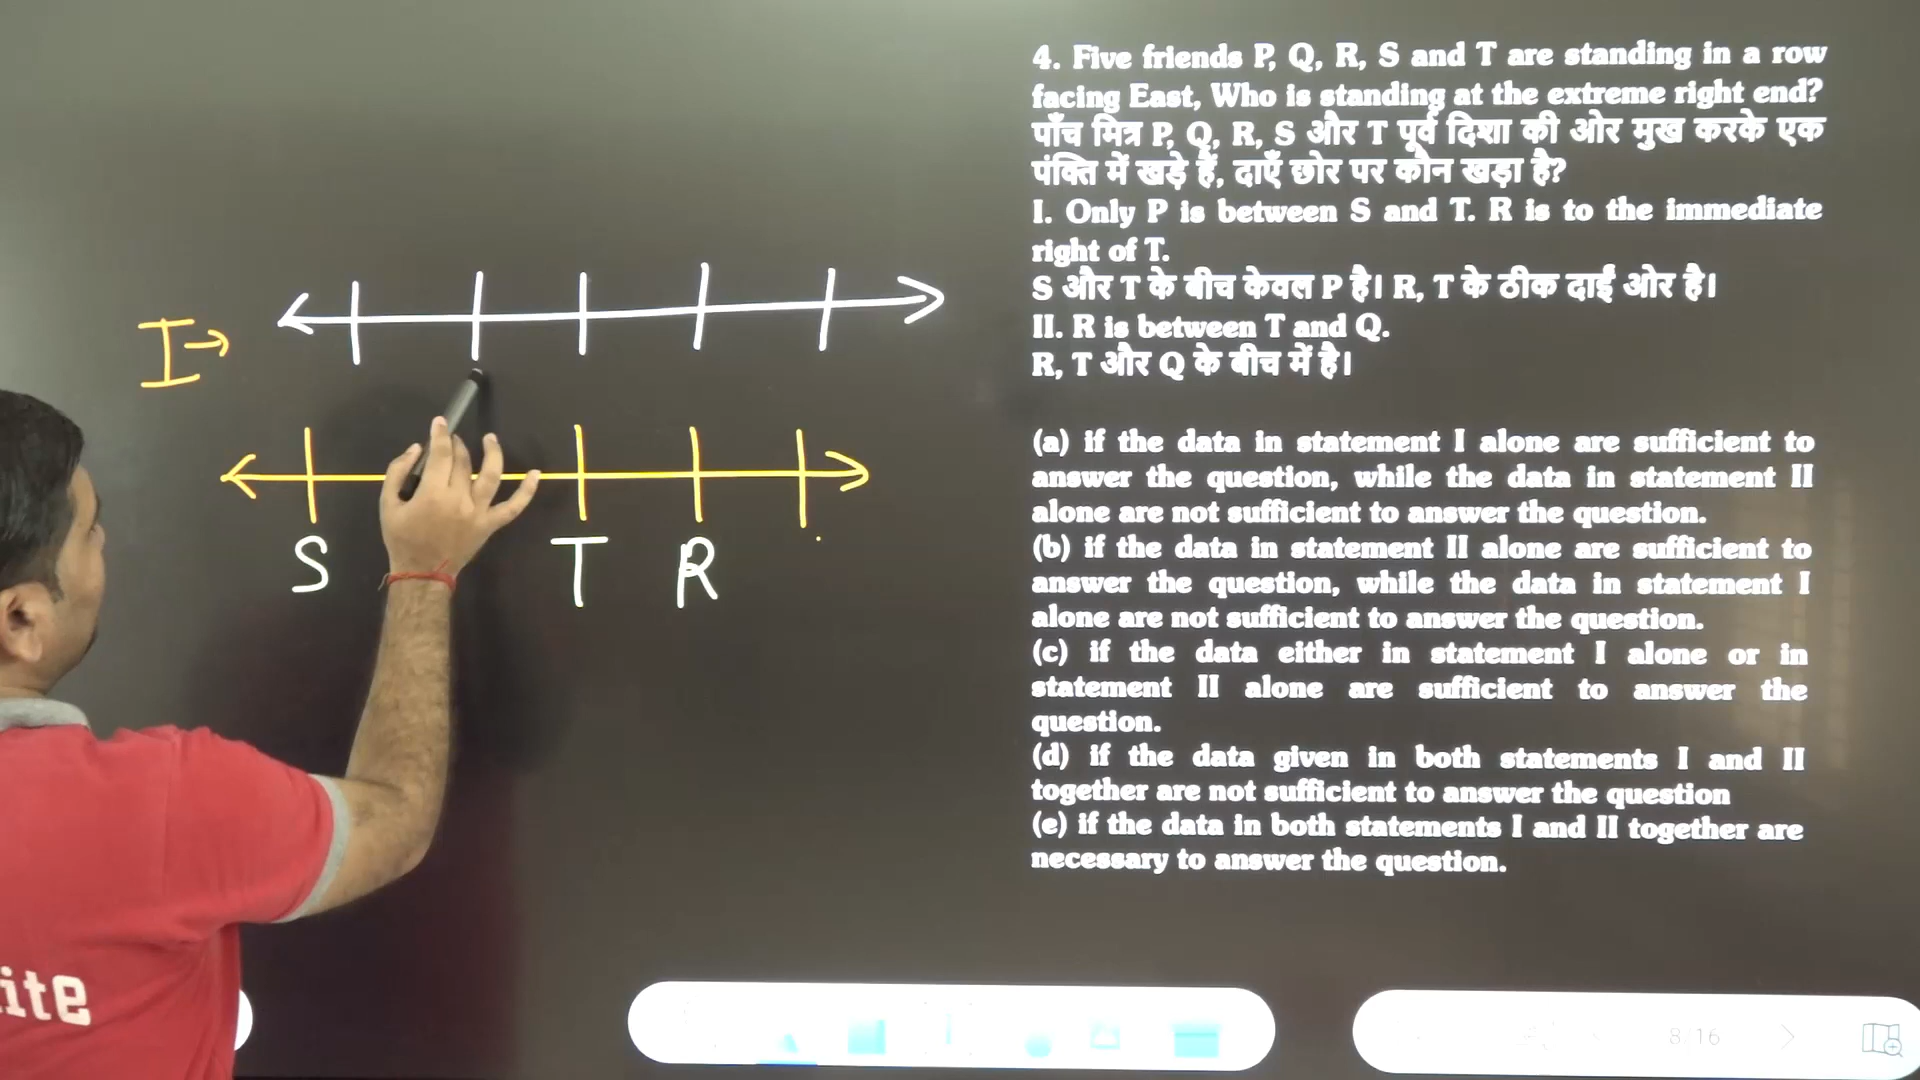 4. Five friends P, Q, R, S and T are standing in a row
facing East, Who is standing at the extreme right end?
पाँच मित्र P, Q, R, S और T पूर्व दिशा की ओर मुख करके एक
पंक्ति में खड़े हैं, दाएँ छोर पर कौन खड़ा है?
I. Only P is between S and T. R is to the immediate
right of T.
S और T के बीच केवल P है। R, T के ठीक दाईं ओर है।
II. R is between T and Q.
R, T और Q के बीच में है।
(a) if the data in statement I alone are sufficient to
answer the question, while the data in statement II
alone are not sufficient to answer the question.
(b) if the data in statement II alone are sufficient to
answer the question, while the data in statement I
alone are not sufficient to answer the question.
(c) if the data either in statement I alone or in
statement II alone are sufficient to answer the
question.
(d) if the data given in both statements I and II
together are not sufficient to answer the question
(e) if the data in both statements I and II together are
necessary to answer the question.
I→
S T R
8/16